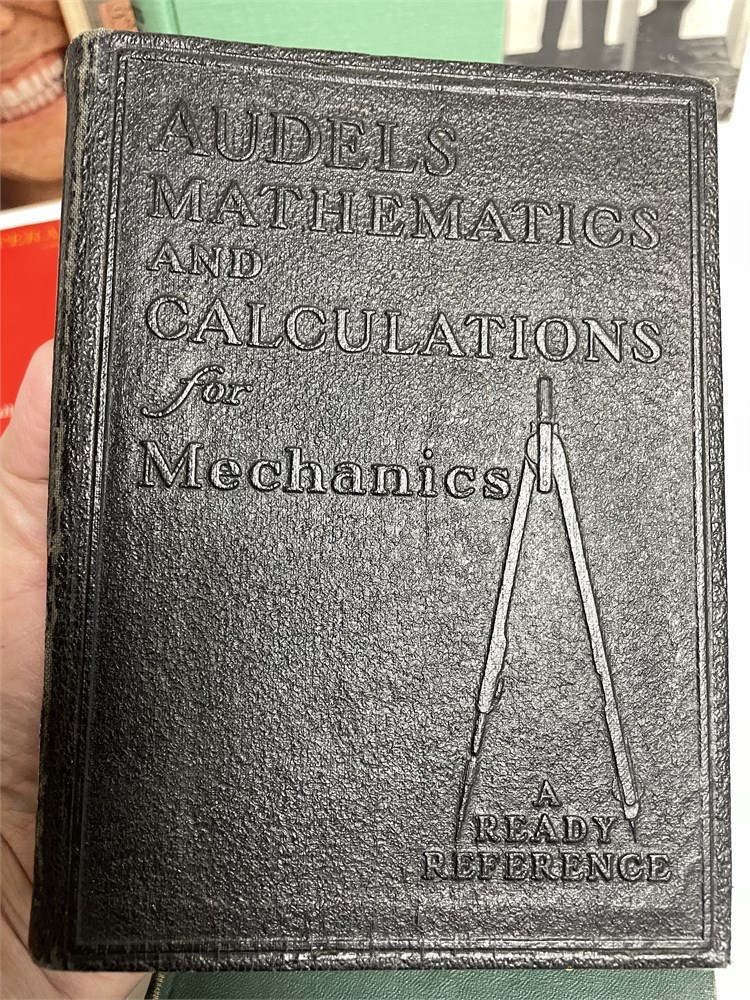 AUDELS
MATHEMATICS
AND
CALCULATIONS
for
Mechanics
A
READY
REFERENCE